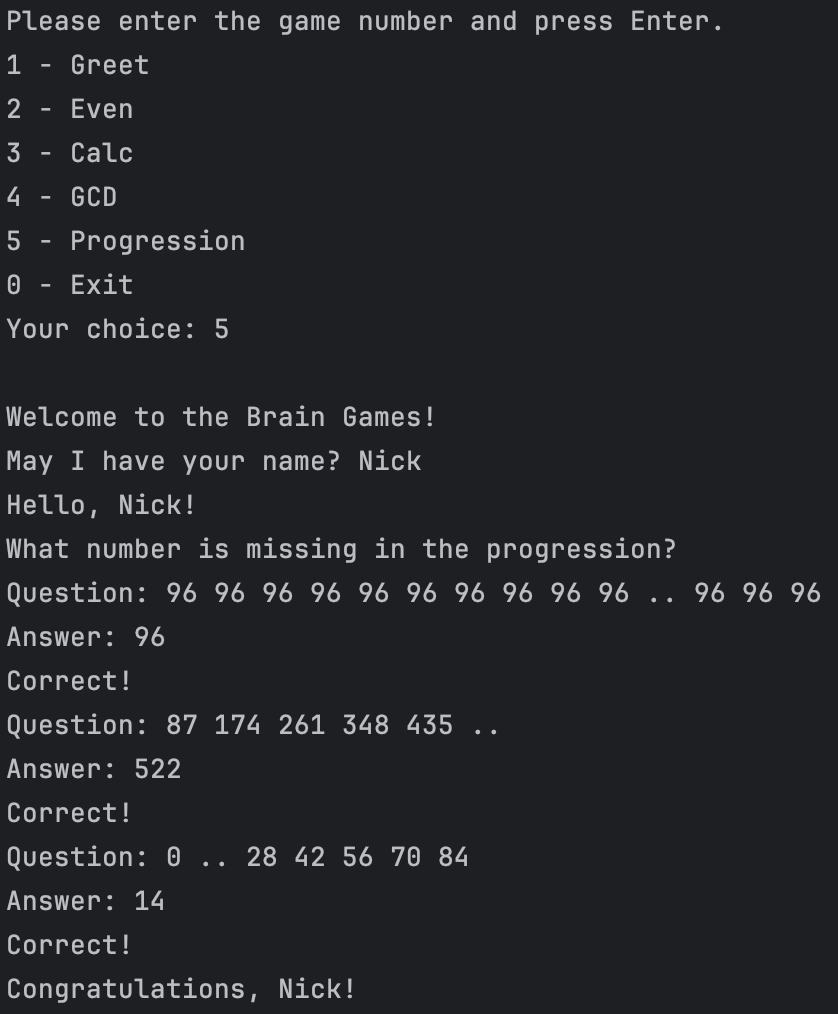 Please enter the game number and press Enter.
1 - Greet
2 - Even
3 - Calc
4 - GCD
5 - Progression
0 - Exit
Your choice: 5
Welcome to the Brain Games!
May I have your name? Nick
Hello, Nick!
What number is missing in the progression?
Question: 96 96 96 96 96 96 96 96 96 96 .. 96 96 96
Answer: 96
Correct!
Question: 87 174 261 348 435 ..
Answer: 522
Correct!
Question: 0 .. 28 42 56 70 84
Answer: 14
Correct!
Congratulations, Nick!